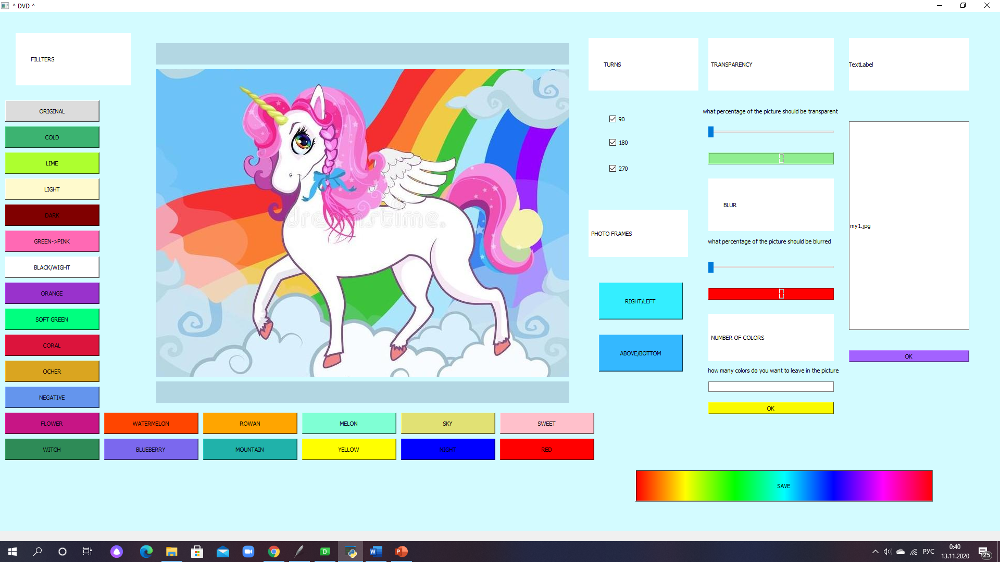 ^ DVD ^
FILLTERS
ORIGINAL
COLD
LIME
LIGHT
DARK
GREEN->PINK
BLACK/WIGHT
ORANGE
SOFT GREEN
CORAL
OCHER
NEGATIVE
FLOWER
WATERMELON
ROWAN
MELON
SKY
SWEET
WITCH
BLUEBERRY
MOUNTAIN
YELLOW
NIGHT
RED
dreamstime.
TURNS
90
180
270
PHOTO FRAMES
RIGHT/LEFT
ABOVE/BOTTOM
TRANSPARENCY
what percentage of the picture should be transparent
0
BLUR
what percentage of the picture should be blurred
0
NUMBER OF COLORS
how many colors do you want to leave in the picture
OK
TextLabel
my1.jpg
OK
SAVE
D
W
P
РУС
0:40
13.11.2020
25